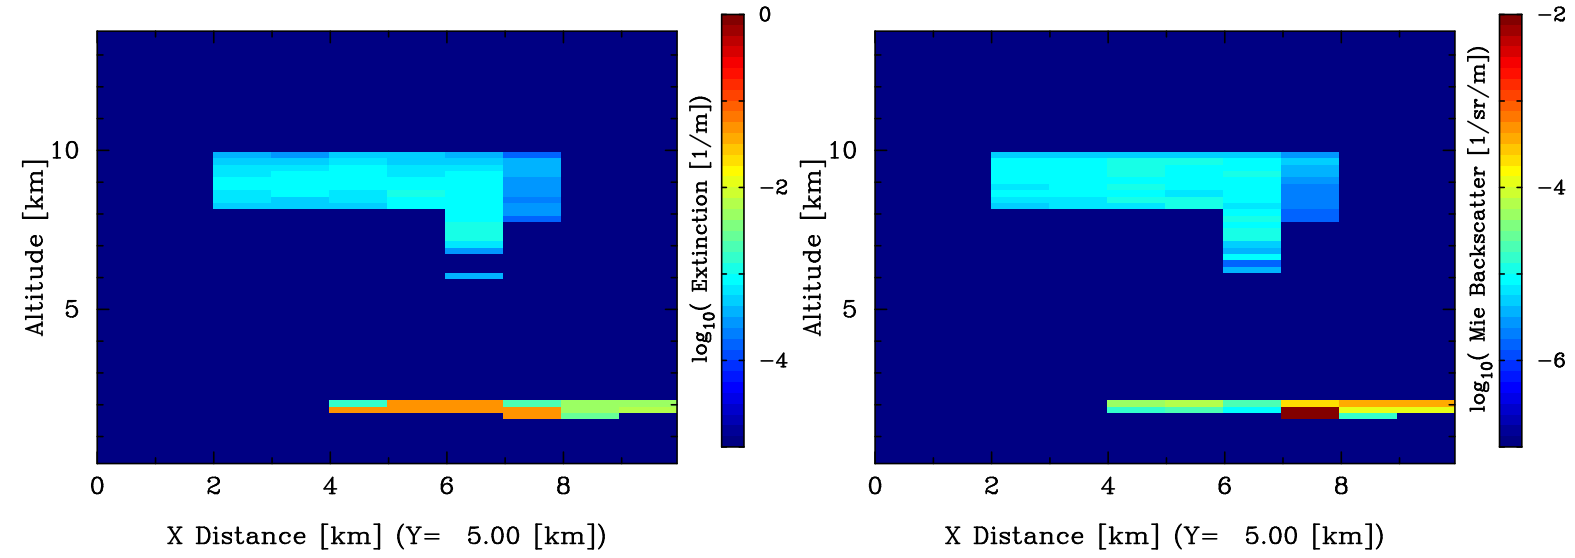 0
-2
-4
log10( Extinction [1/m])
10
5
Altitude [km]
0 2 4 6 8
X Distance [km] (Y= 5.00 [km])
-2
-4
-6
log10( Mie Backscatter [1/sr/m])
10
5
Altitude [km]
0 2 4 6 8
X Distance [km] (Y= 5.00 [km])